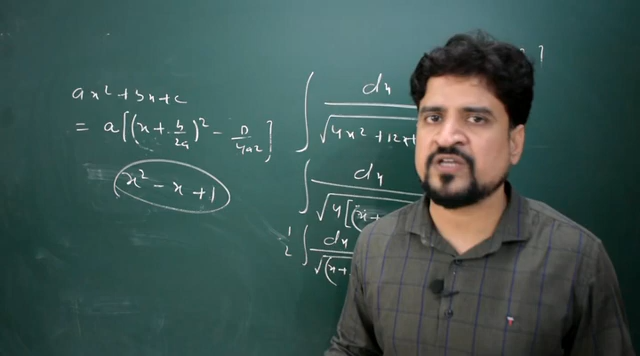 ax² + bx + c
= a[(x + b/2a)² - D/4a²]
x² - x + 1
∫ dx / √4x² + 12x +
∫ dx / √4[(x +
1/2 ∫ dx / √(x +
]